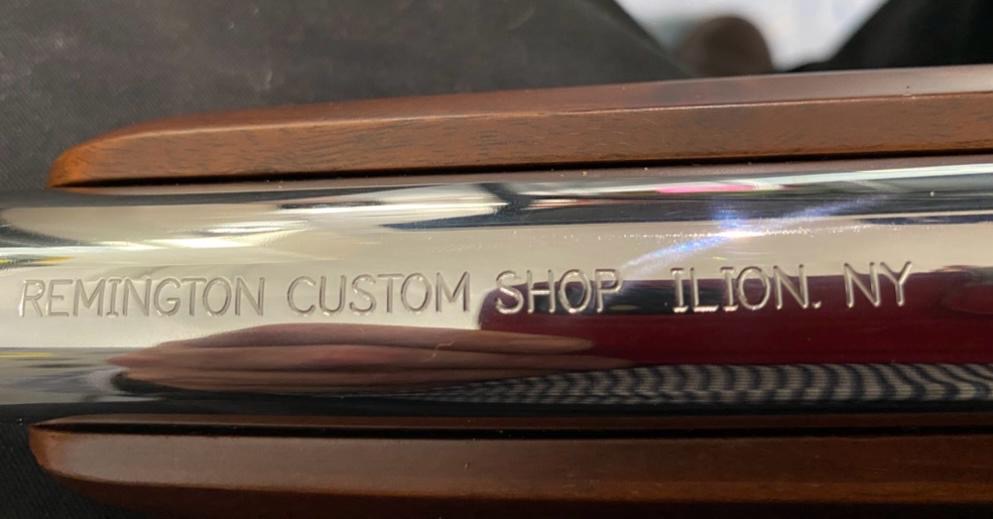 REMINGTON CUSTOM SHOP ILION. NY